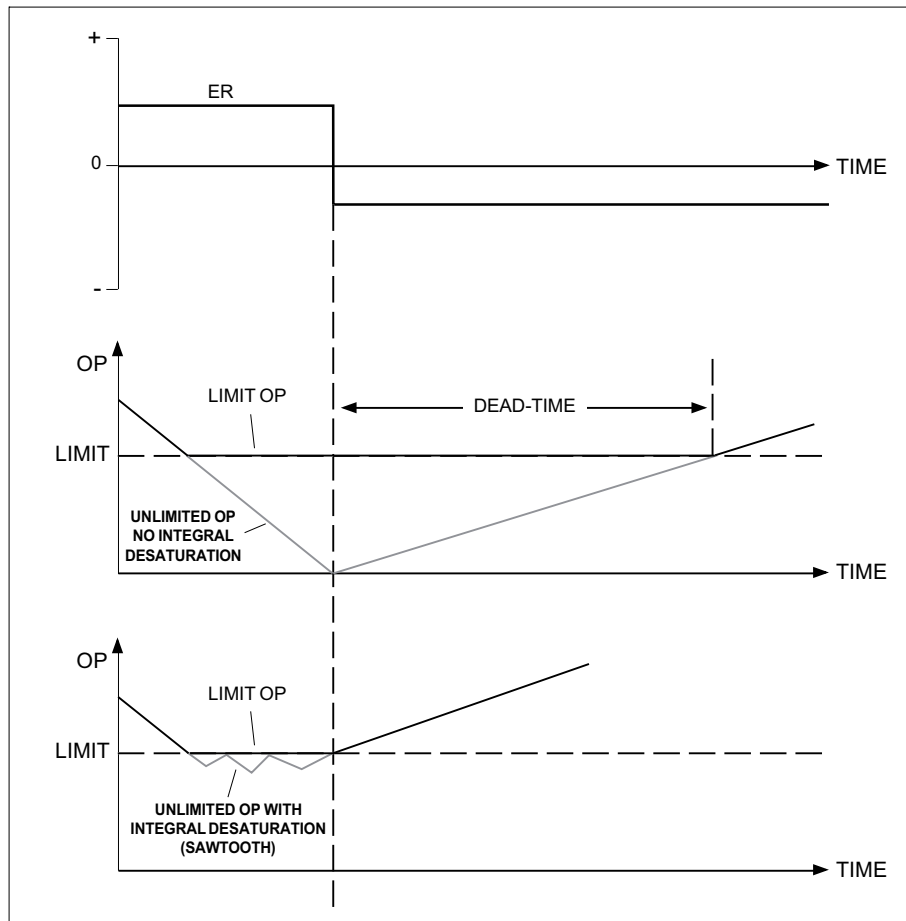 +
ER
0
TIME
-
OP
LIMIT OP
DEAD-TIME
LIMIT
UNLIMITED OP
NO INTEGRAL
DESATURATION
TIME
OP
LIMIT OP
LIMIT
UNLIMITED OP WITH
INTEGRAL DESATURATION
(SAWTOOTH)
TIME